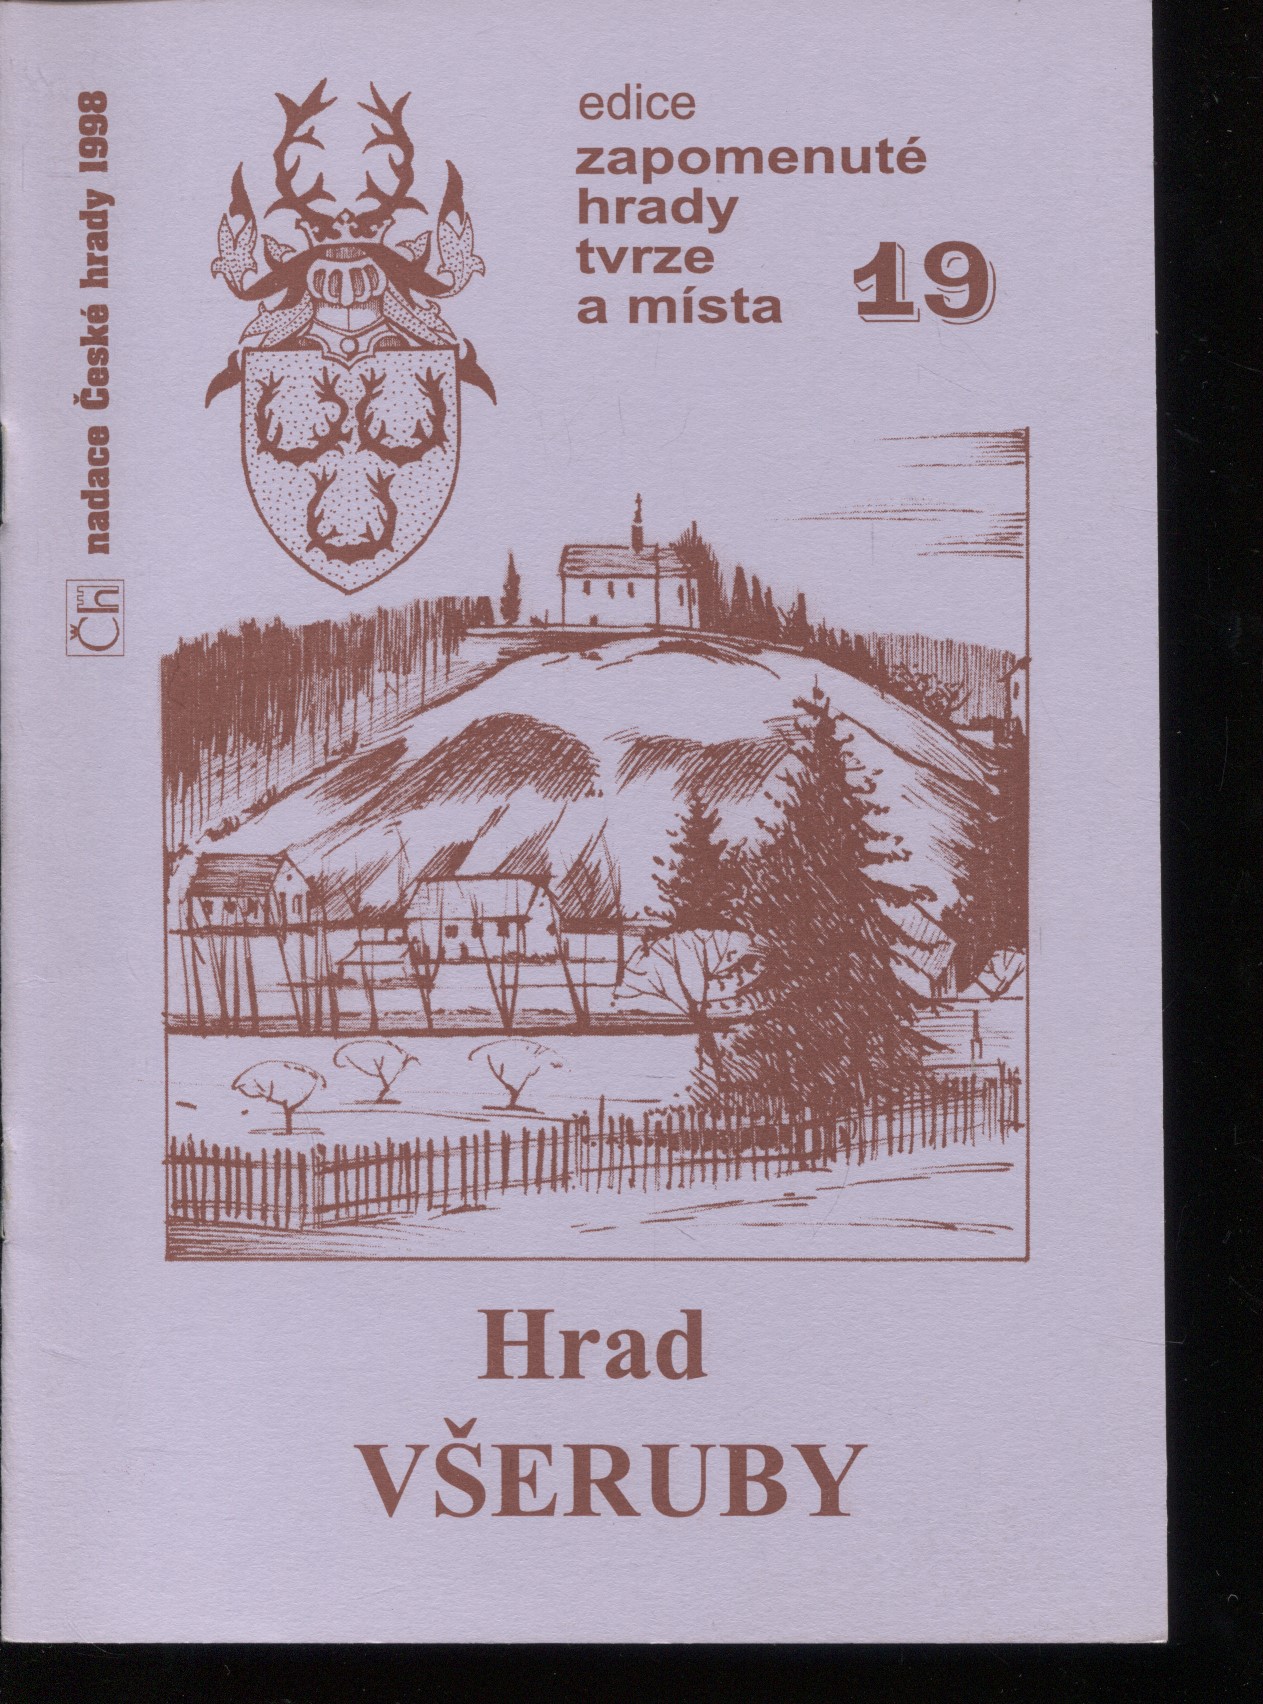 nadace České hrady 1998
Čh
edice
zapomenuté
hrady
tvrze
a místa
19
Hrad
VŠERUBY